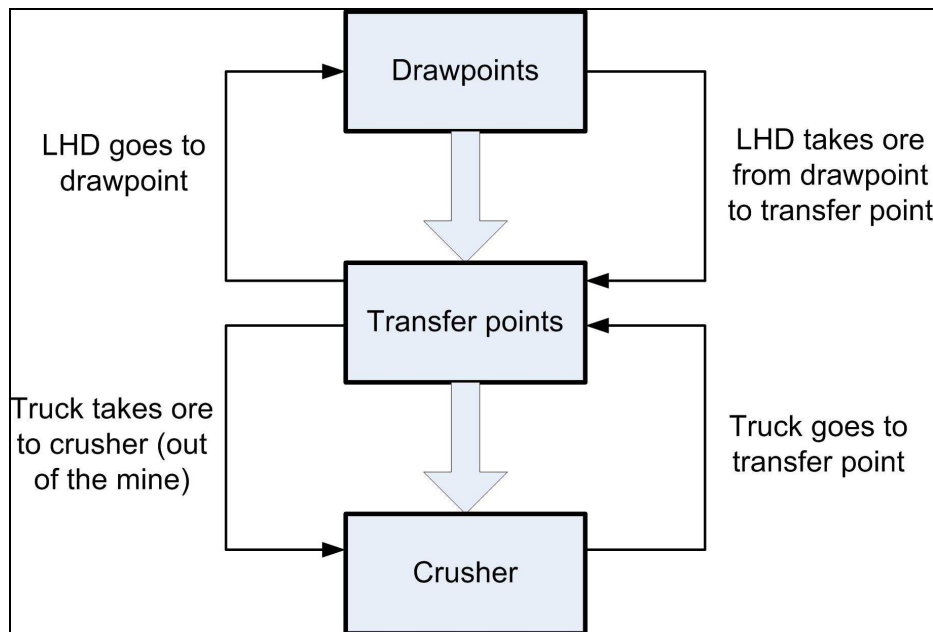 Drawpoints
LHD goes to
drawpoint
LHD takes ore
from drawpoint
to transfer point
Transfer points
Truck takes ore
to crusher (out
of the mine)
Truck goes to
transfer point
Crusher